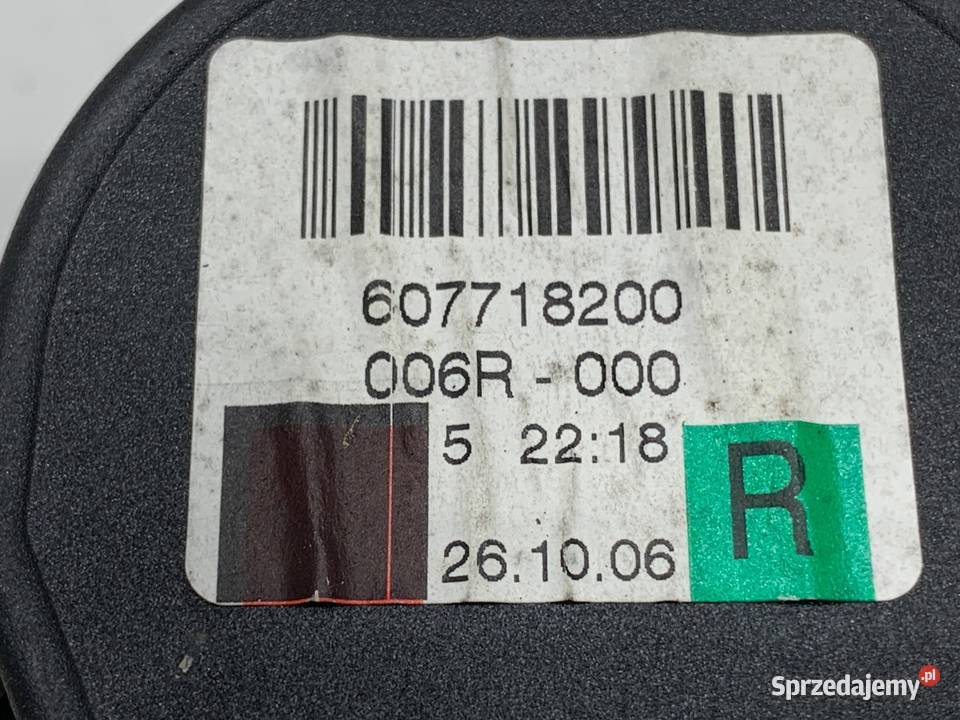 607718200
006R - 000
5 22:18
R
26.10.06
Sprzedajemy.pl